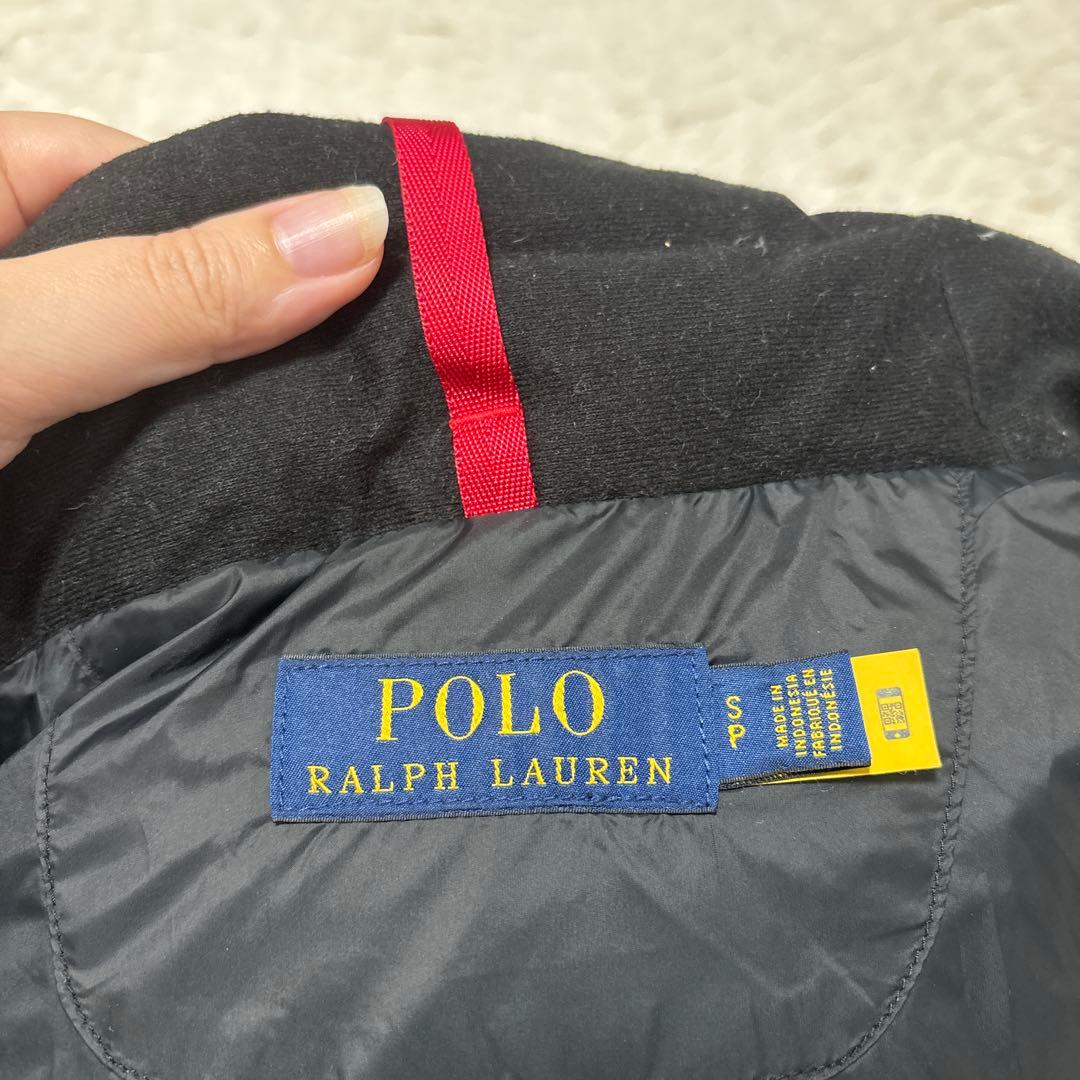 POLO
RALPH LAUREN
S
P
MADE IN
INDONESIA
FABRIQUÉ EN
INDONÉSIE